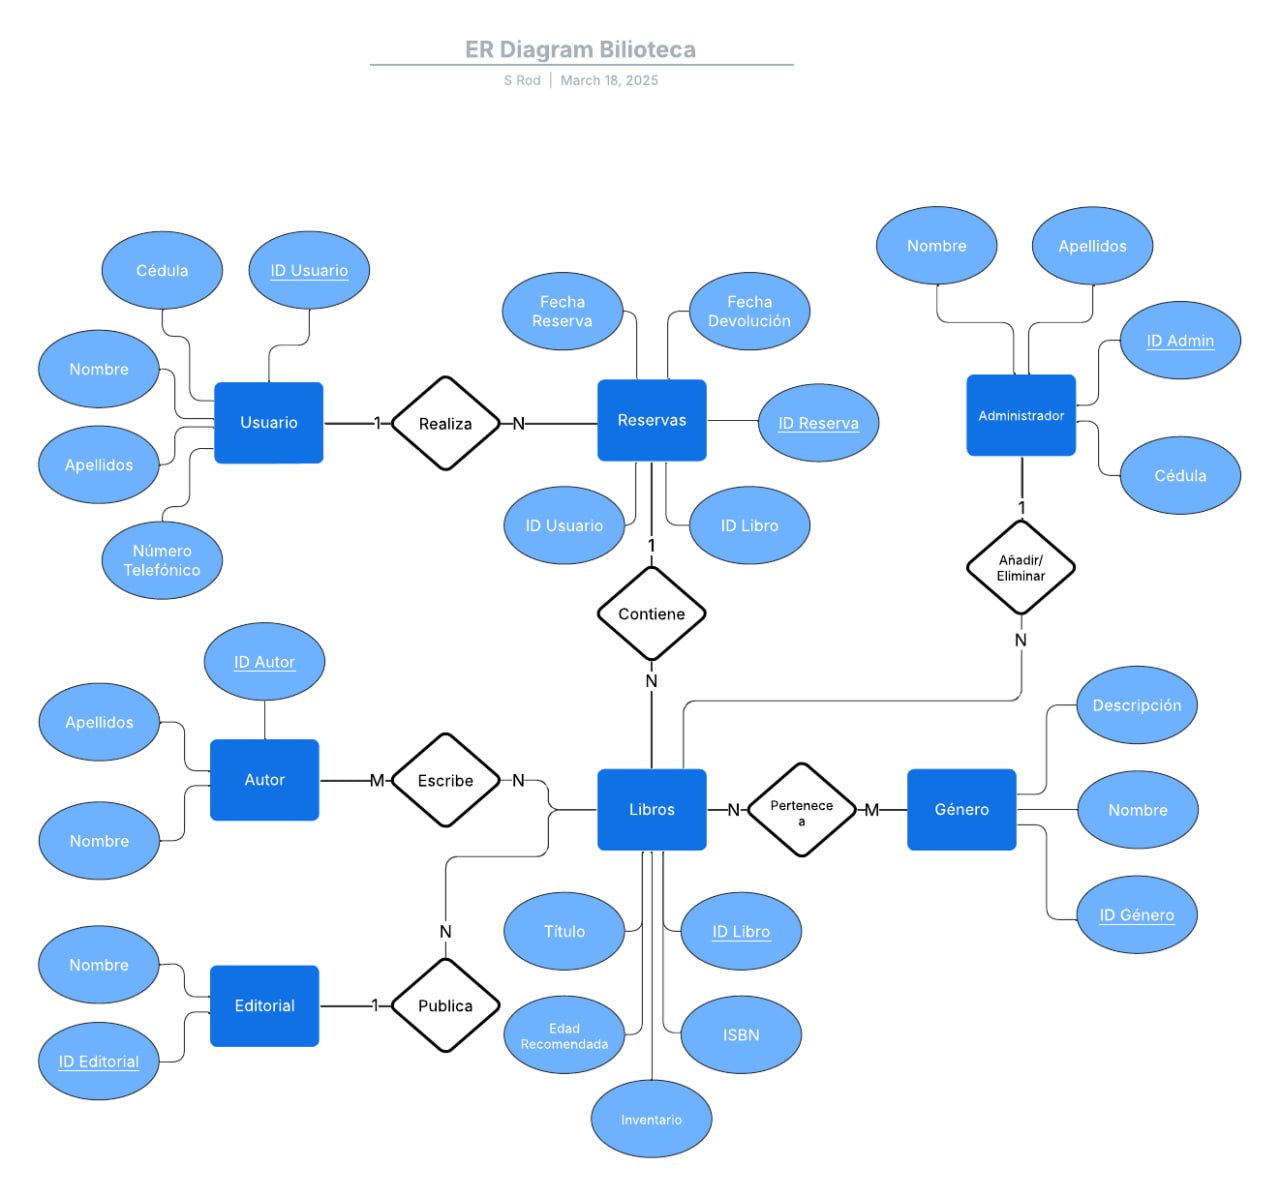 ER Diagram Bilioteca
S Rod | March 18, 2025
Nombre
Apellidos
Cédula
ID Usuario
Fecha
Reserva
Fecha
Devolución
ID Admin
Nombre
Usuario
1
Realiza
N
Reservas
ID Reserva
Administrador
Apellidos
Cédula
ID Usuario
ID Libro
1
1
Número
Telefónico
Añadir/
Eliminar
Contiene
N
ID Autor
N
Descripción
Apellidos
Autor
M
Escribe
N
Libros
N
Pertenece
a
M
Género
Nombre
Nombre
Título
ID Libro
ID Género
N
Nombre
Editorial
1
Publica
Edad
Recomendada
ISBN
ID Editorial
Inventario